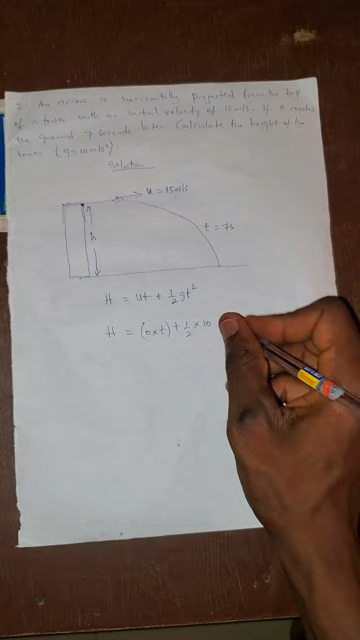 2. An arrow is horizontally projected from the top
of a tower with an initial velocity of 15m/s. If it reaches
the ground 7 seconds later. Calculate the height of the
tower (g=10m/s²).
Solution
u = 15m/s
h
t = 7s
H = ut + ½gt²
H = (0xt) + ½ x 10